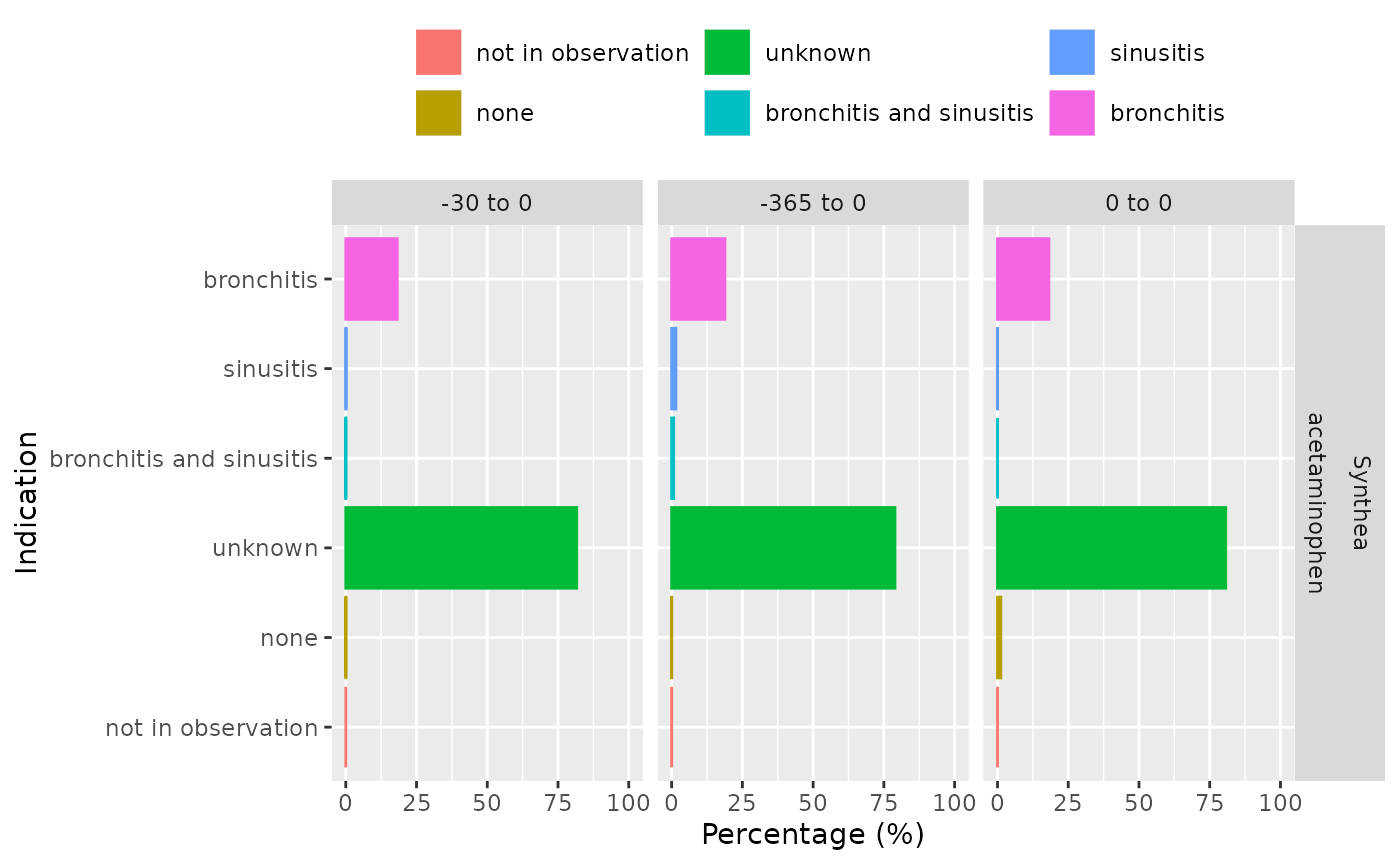 not in observation unknown sinusitis
none bronchitis and sinusitis bronchitis
-30 to 0 -365 to 0 0 to 0
bronchitis
sinusitis
bronchitis and sinusitis
unknown
none
not in observation
Indication
Synthea
acetaminophen
0 25 50 75 100 0 25 50 75 100 0 25 50 75 100
Percentage (%)